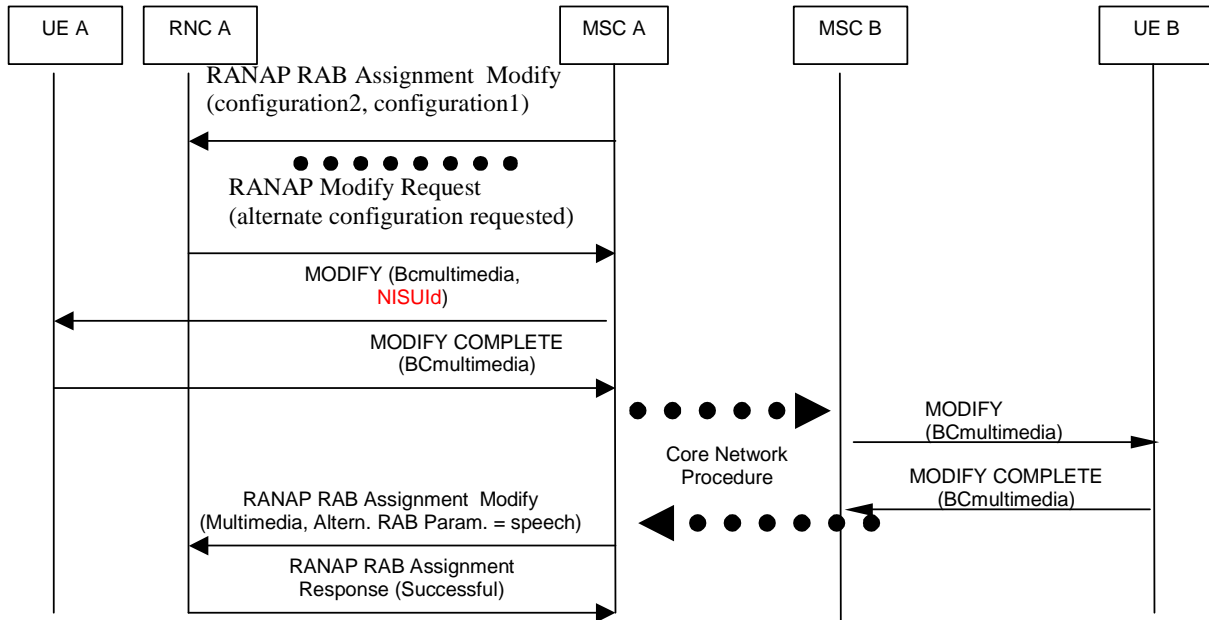 UE A
RNC A
MSC A
MSC B
UE B
RANAP RAB Assignment  Modify
(configuration2, configuration1)
RANAP Modify Request
(alternate configuration requested)
MODIFY (Bcmultimedia,
NISUId)
MODIFY COMPLETE
(BCmultimedia)
MODIFY
(BCmultimedia)
Core Network
Procedure
MODIFY COMPLETE
(BCmultimedia)
RANAP RAB Assignment  Modify
(Multimedia, Altern. RAB Param. = speech)
RANAP RAB Assignment
Response (Successful)